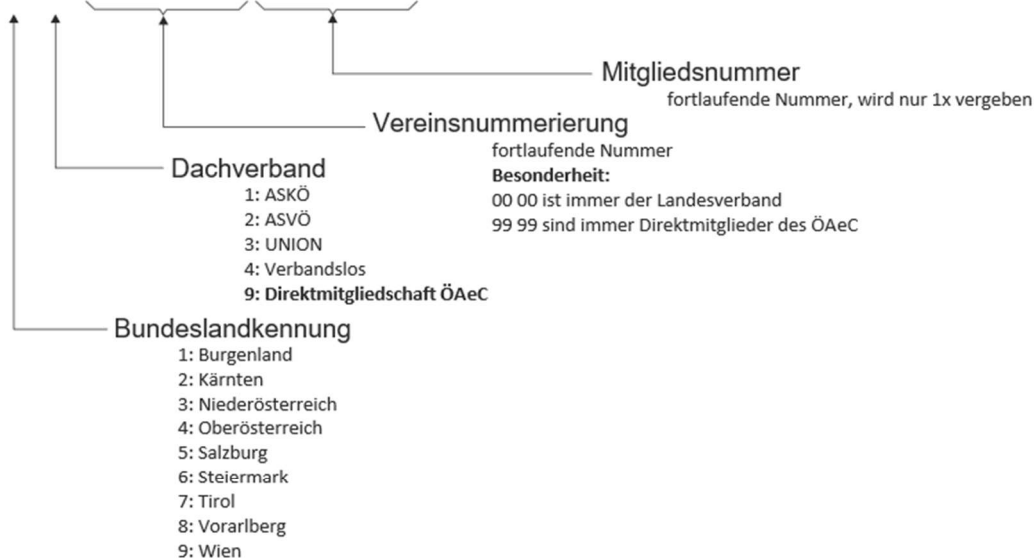 Mitgliedsnummer
fortlaufende Nummer, wird nur 1x vergeben
Vereinsnummerierung
fortlaufende Nummer
Besonderheit:
00 00 ist immer der Landesverband
99 99 sind immer Direktmitglieder des ÖAeC
Dachverband
1: ASKÖ
2: ASVÖ
3: UNION
4: Verbandslos
9: Direktmitgliedschaft ÖAeC
Bundeslandkennung
1: Burgenland
2: Kärnten
3: Niederösterreich
4: Oberösterreich
5: Salzburg
6: Steiermark
7: Tirol
8: Vorarlberg
9: Wien